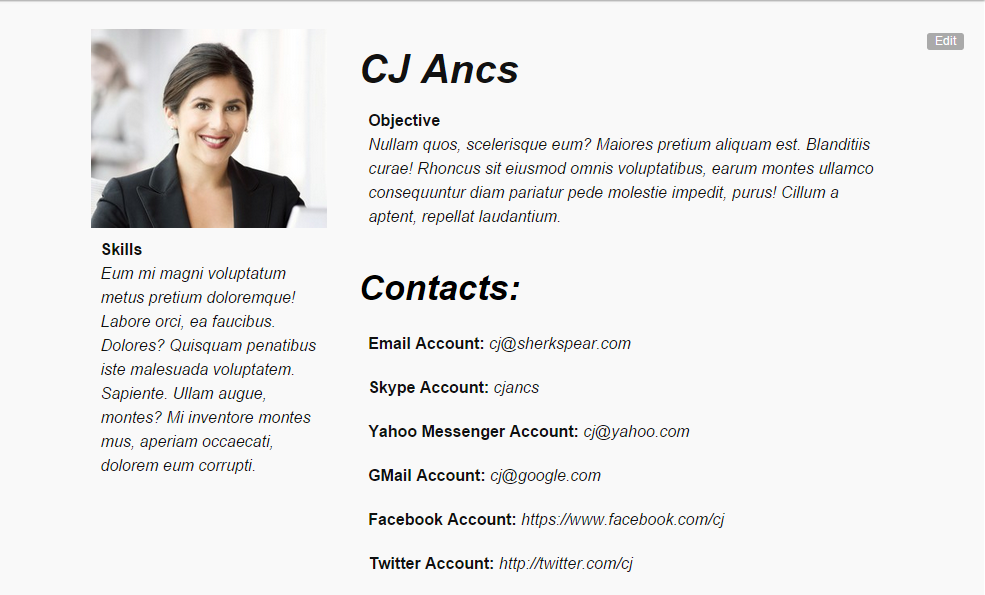 Edit
CJ Ancs
Objective
Nullam quos, scelerisque eum? Maiores pretium aliquam est. Blanditiis
curae! Rhoncus sit eiusmod omnis voluptatibus, earum montes ullamco
consequuntur diam pariatur pede molestie impedit, purus! Cillum a
aptent, repellat laudantium.
Skills
Eum mi magni voluptatum
metus pretium doloremque!
Labore orci, ea faucibus.
Dolores? Quisquam penatibus
iste malesuada voluptatem.
Sapiente. Ullam augue,
montes? Mi inventore montes
mus, aperiam occaecati,
dolorem eum corrupti.
Contacts:
Email Account: cj@sherkspear.com
Skype Account: cjancs
Yahoo Messenger Account: cj@yahoo.com
GMail Account: cj@google.com
Facebook Account: https://www.facebook.com/cj
Twitter Account: http://twitter.com/cj